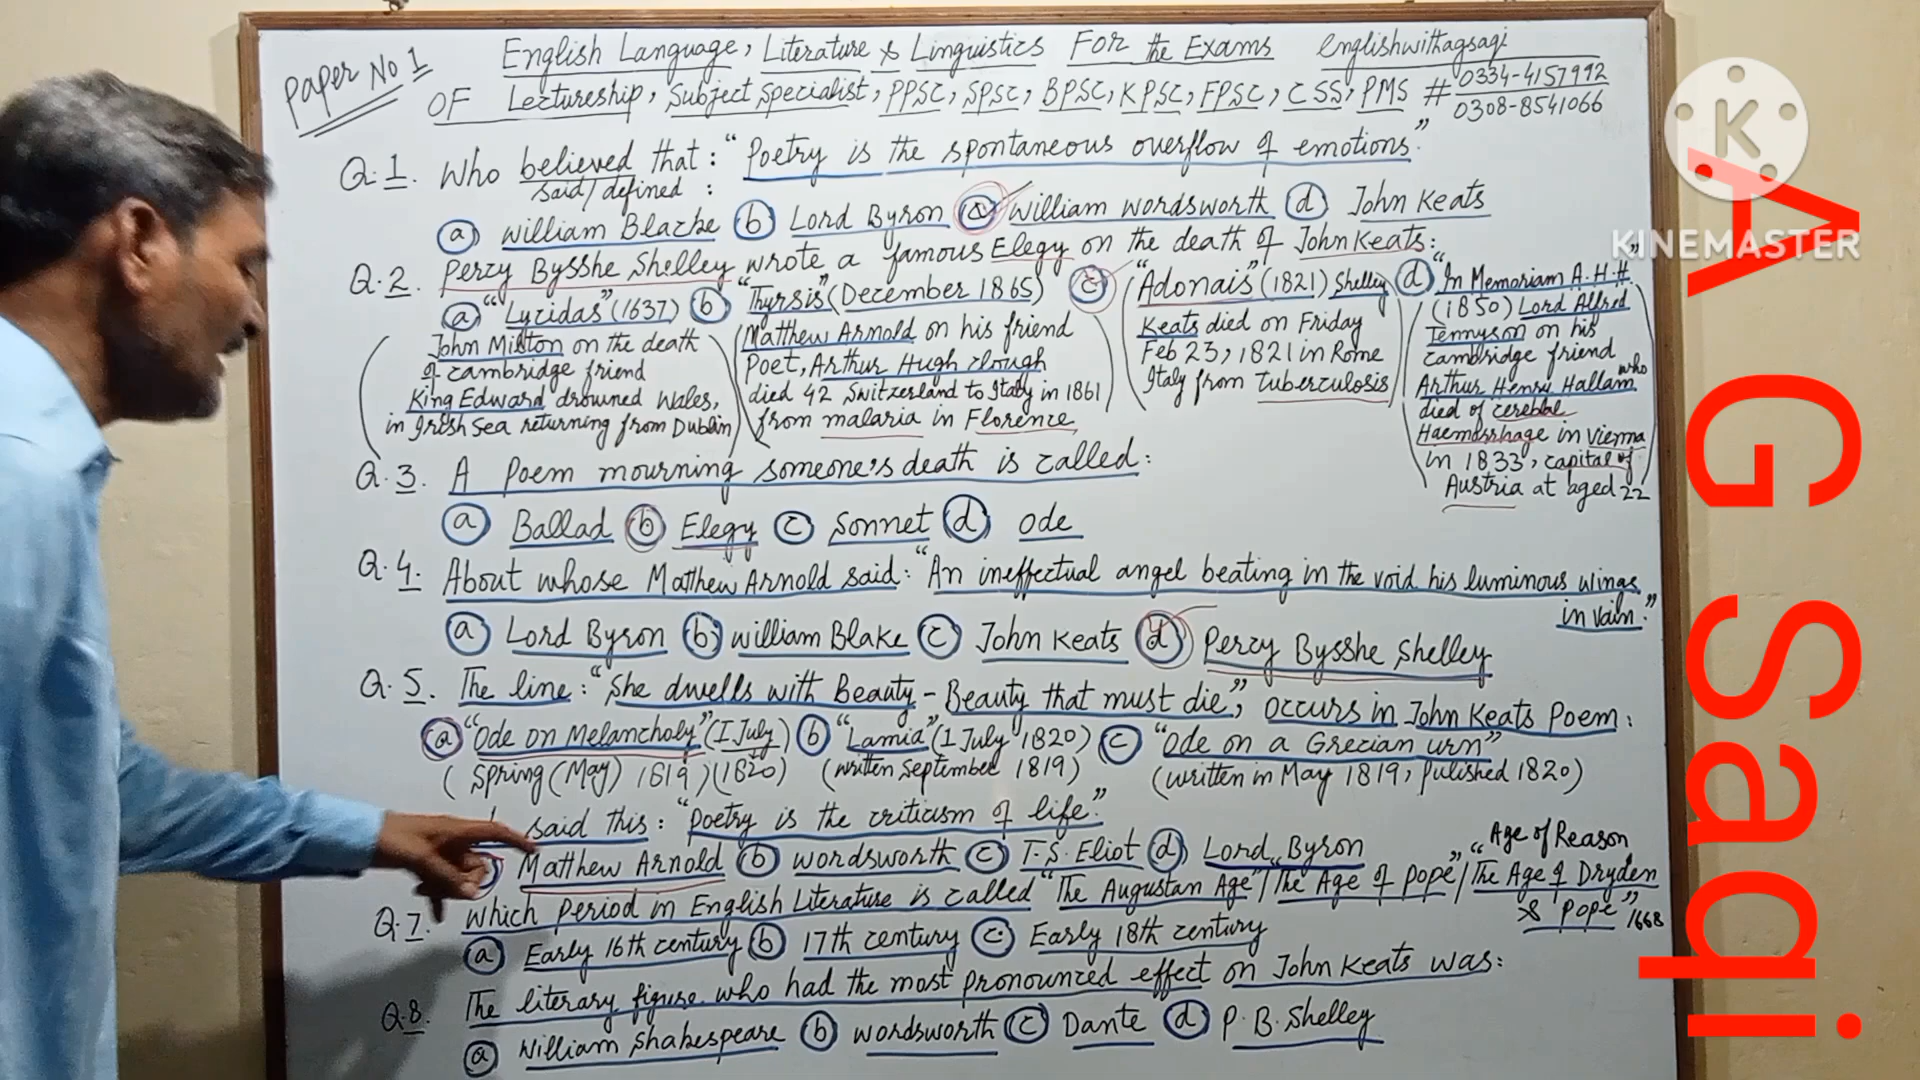 Paper No 1
English Language, Literature & Linguistics For the Exams englishwithagsaqi
OF Lectureship, Subject Specialist, PPSC, SPSC, BPSC, KPSC, FPSC, CSS, PMS # 0334-4157992
0308-8541066
Q.1. Who believed that: "Poetry is the spontaneous overflow of emotions."
said/defined :
a William Blacke b Lord Byron c William Wordsworth d John Keats
Q.2. Percy Bysshe Shelley wrote a famous Elegy on the death of John Keats:
a "Lycidas" (1637) b "Thyrsis" (December 1865) c "Adonais" (1821) Shelley d "In Memoriam A.H.H."
(John Milton on the death
of Cambridge friend
King Edward drowned Wales,
in Irish Sea returning from Dublin)
(Matthew Arnold on his friend
Poet, Arthur Hugh Clough
died 42 Switzerland to Italy in 1861
from malaria in Florence)
(Keats died on Friday
Feb 23, 1821 in Rome
Italy from tuberculosis)
(1850) Lord Alfred
Tennyson on his
Cambridge friend
Arthur Henry Hallam who
died of cerebral
Haemorrhage in Vienna
in 1833, capital of
Austria at aged 22
Q.3. A Poem mourning someone's death is called:
a Ballad b Elegy c Sonnet d Ode
Q.4. About whose Matthew Arnold said: "An ineffectual angel beating in the void his luminous wings
in vain."
a Lord Byron b William Blake c John Keats d Percy Bysshe Shelley
Q.5. The line: "She dwells with Beauty - Beauty that must die", occurs in John Keats Poem:
a "Ode on Melancholy" (1 July) b "Lamia" (1 July 1820) c "Ode on a Grecian urn"
(Spring (May) 1819) (1820) (written September 1819) (written in May 1819, Pulished 1820)
said this: "Poetry is the criticism of life."
Matthew Arnold b Wordsworth c T.S. Eliot d Lord Byron
Q.7. Which period in English Literature is called "The Augustan Age"/"The Age of Pope"/"The Age of Dryden
& Pope" 1668
"Age of Reason
a Early 16th century b 17th century c Early 18th century
Q.8. The literary figure who had the most pronounced effect on John Keats was:
a William Shakespeare b Wordsworth c Dante d P.B. Shelley
K
KINEMASTER
A G Saqi